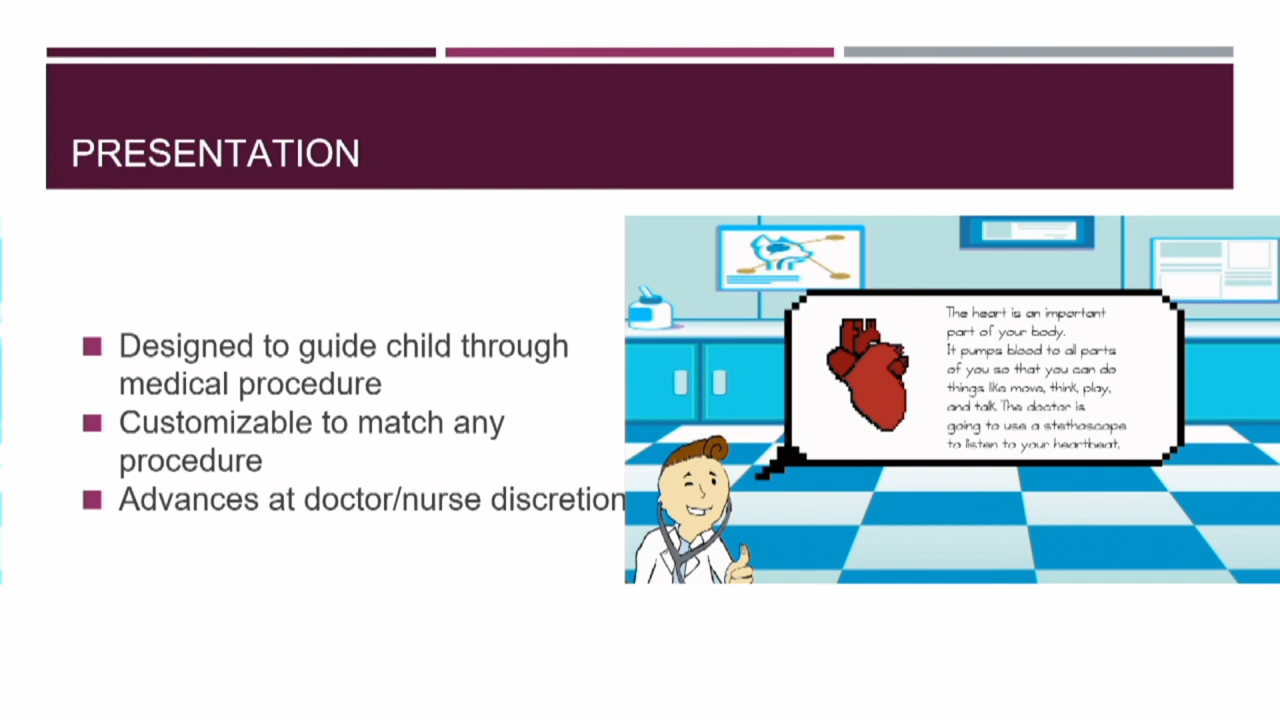 PRESENTATION
Designed to guide child through
medical procedure
Customizable to match any
procedure
Advances at doctor/nurse discretion
The heart is an important
part of your body.
It pumps blood to all parts
of you so that you can do
things like move, think, play,
and talk. The doctor is
going to use a stethoscope
to listen to your heartbeat.